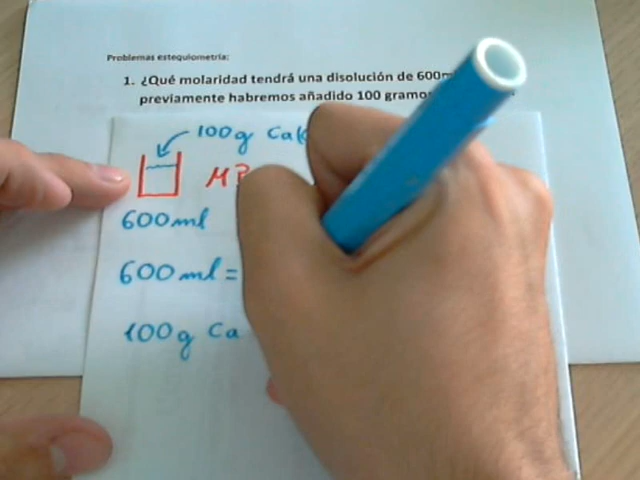 Problemas estequiometria:
1. ¿Qué molaridad tendrá una disolución de 600m
previamente habremos añadido 100 gramos
100g Ca
M?
600ml
600ml =
100g Ca